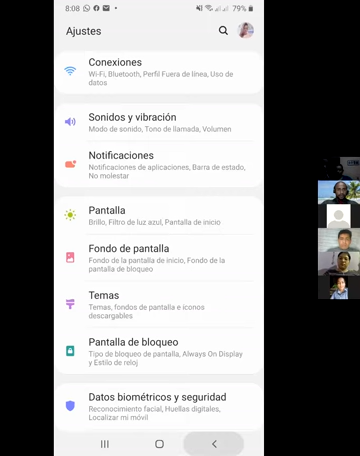 8:08 79%
Ajustes
Conexiones
Wi-Fi, Bluetooth, Perfil Fuera de línea, Uso de
datos
Sonidos y vibración
Modo de sonido, Tono de llamada, Volumen
Notificaciones
Notificaciones de aplicaciones, Barra de estado,
No molestar
Pantalla
Brillo, Filtro de luz azul, Pantalla de inicio
Fondo de pantalla
Fondo de la pantalla de inicio, Fondo de la
pantalla de bloqueo
Temas
Temas, fondos de pantalla e iconos
descargables
Pantalla de bloqueo
Tipo de bloqueo de pantalla, Always On Display
y Estilo de reloj
Datos biométricos y seguridad
Reconocimiento facial, Huellas digitales,
Localizar mi móvil